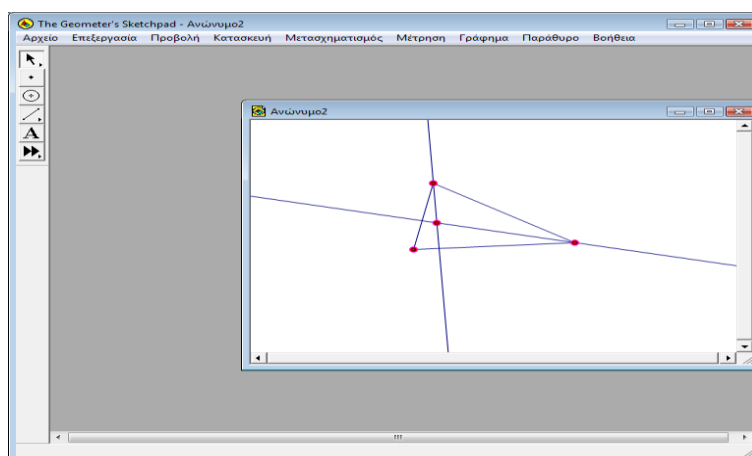 The Geometer's Sketchpad - Ανώνυμο2
Αρχείο Επεξεργασία Προβολή Κατασκευή Μετασχηματισμός Μέτρηση Γράφημα Παράθυρο Βοήθεια
A
Ανώνυμο2